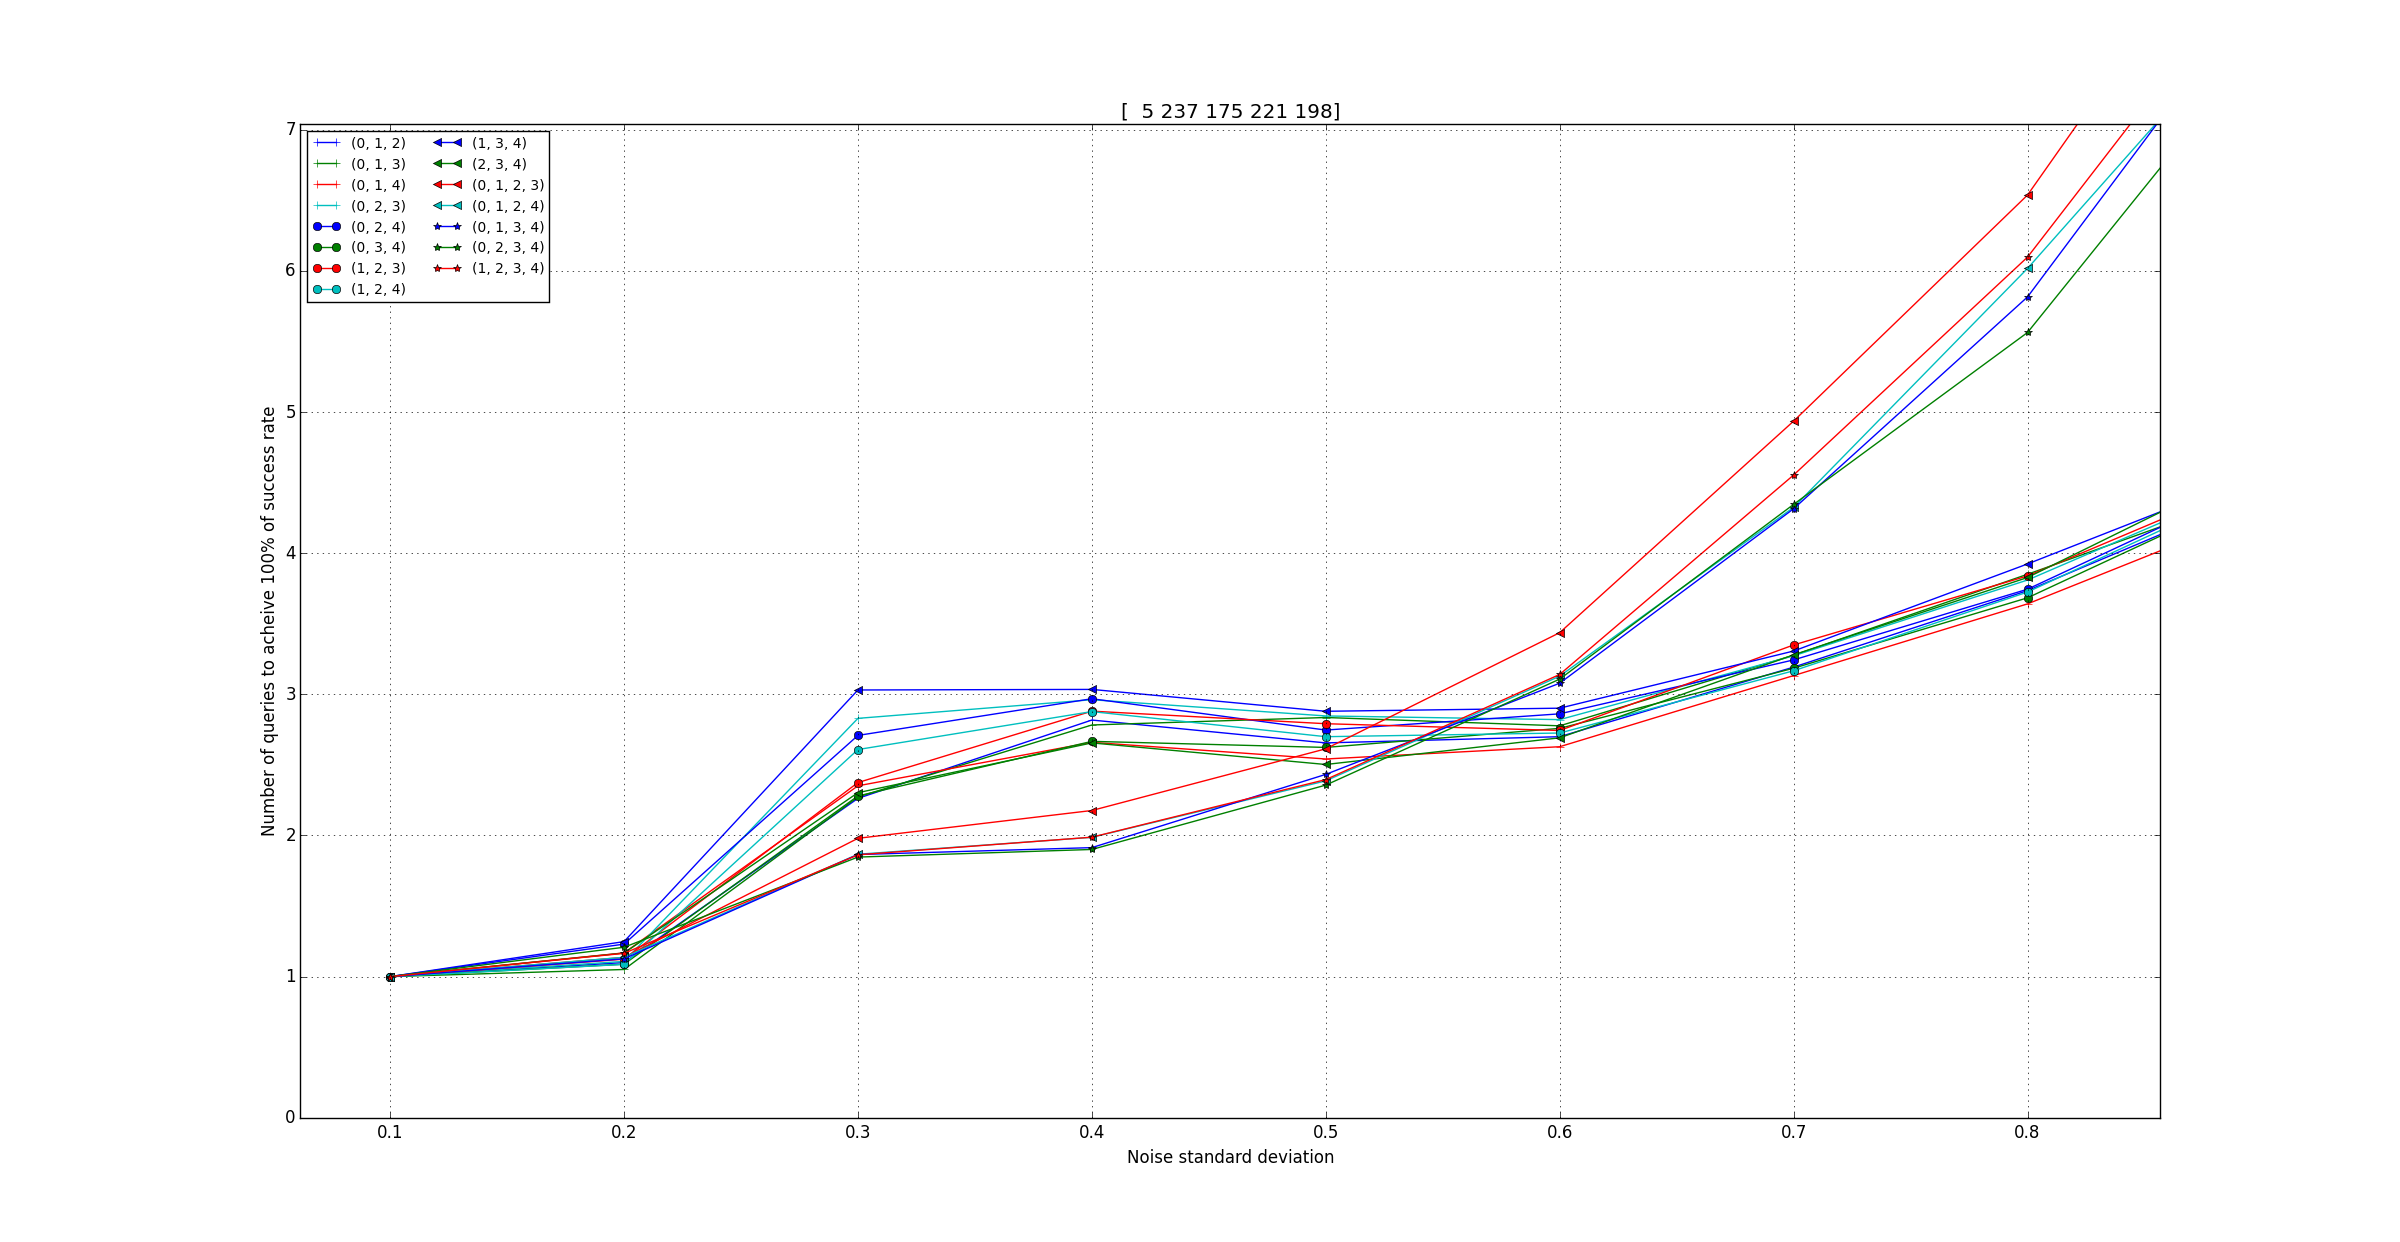 [  5 237 175 221 198]
7
6
5
4
3
2
1
0
Number of queries to acheive 100% of success rate
(0, 1, 2)
(0, 1, 3)
(0, 1, 4)
(0, 2, 3)
(0, 2, 4)
(0, 3, 4)
(1, 2, 3)
(1, 2, 4)
(1, 3, 4)
(2, 3, 4)
(0, 1, 2, 3)
(0, 1, 2, 4)
(0, 1, 3, 4)
(0, 2, 3, 4)
(1, 2, 3, 4)
0.1 0.2 0.3 0.4 0.5 0.6 0.7 0.8
Noise standard deviation